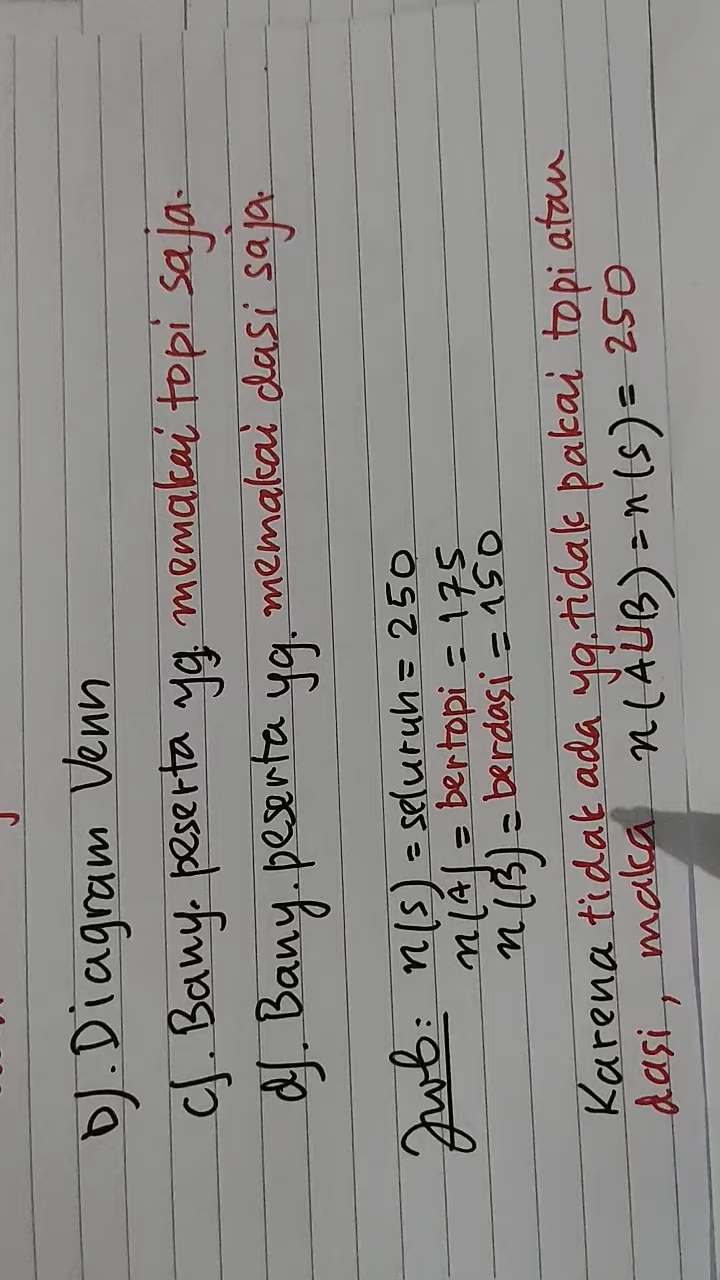 b). Diagram Venn
c). Bany. peserta yg. memakai topi saja.
d). Bany. peserta yg. memakai dasi saja.
Jwb: n(S) = seluruh = 250
n(A) = bertopi = 175
n(B) = berdasi = 150
Karena tidak ada yg. tidak pakai topi atau
dasi, maka n(A∪B) = n(S) = 250